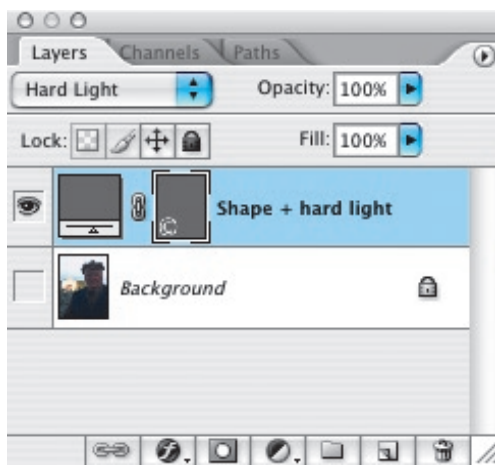 Layers Channels Paths
Hard Light Opacity: 100%
Lock: Fill: 100%
© Shape + hard light
Background